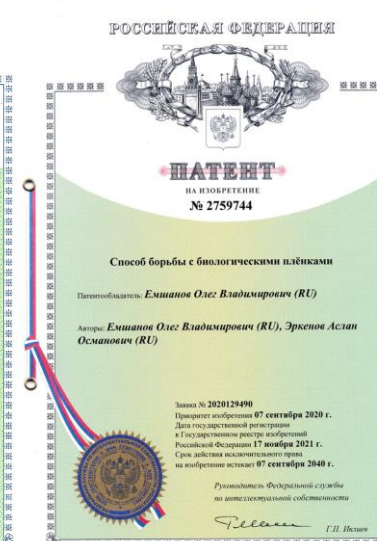 РОССИЙСКАЯ ФЕДЕРАЦИЯ
ПАТЕНТ
НА ИЗОБРЕТЕНИЕ
№ 2759744
Способ борьбы с биологическими плёнками
Патентообладатель: Емшанов Олег Владимирович (RU)
Авторы: Емшанов Олег Владимирович (RU), Эркенов Аслан
Османович (RU)
Заявка № 2020129490
Приоритет изобретения 07 сентября 2020 г.
Дата государственной регистрации
в Государственном реестре изобретений
Российской Федерации 17 ноября 2021 г.
Срок действия исключительного права
на изобретение истекает 07 сентября 2040 г.
Руководитель Федеральной службы
по интеллектуальной собственности
Г.П. Ивлиев